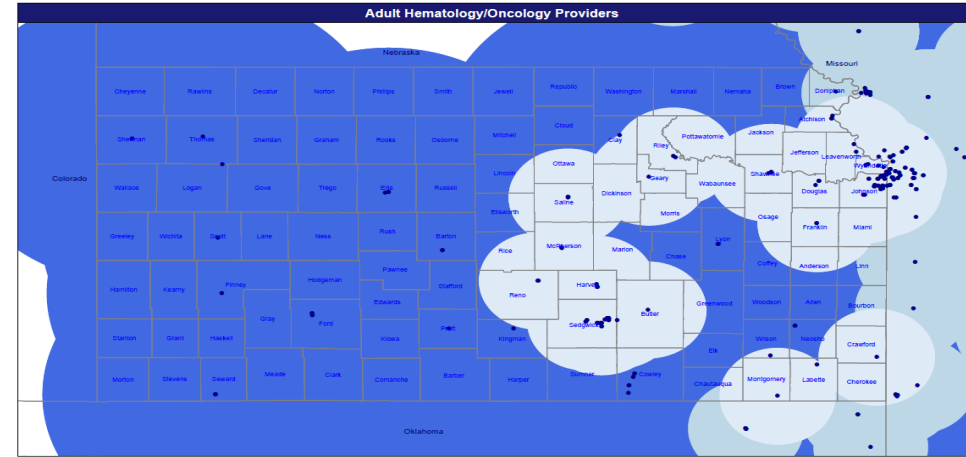 Adult Hematology/Oncology Providers
Nebraska
Missouri
Colorado
Oklahoma
Cheyenne Rawlins Decatur Norton Phillips Smith Jewell Republic Washington Marshall Nemaha Brown Doniphan
Sherman Thomas Sheridan Graham Rooks Osborne Mitchell Cloud Clay Riley Pottawatomie Jackson Atchison
Jefferson Leavenworth
Wallace Logan Gove Trego Ellis Russell Lincoln Ottawa Saline Dickinson Geary Wabaunsee Shawnee Douglas Johnson Wyandotte
Greeley Wichita Scott Lane Ness Rush Barton Ellsworth Rice McPherson Marion Morris Chase Lyon Osage Franklin Miami
Hamilton Kearny Finney Hodgeman Pawnee Stafford Reno Harvey Coffey Anderson Linn
Stanton Grant Haskell Gray Ford Edwards Kiowa Pratt Kingman Sedgwick Butler Greenwood Woodson Allen Bourbon
Wilson Neosho Crawford
Morton Stevens Seward Meade Clark Comanche Barber Harper Sumner Cowley Elk Chautauqua Montgomery Labette Cherokee